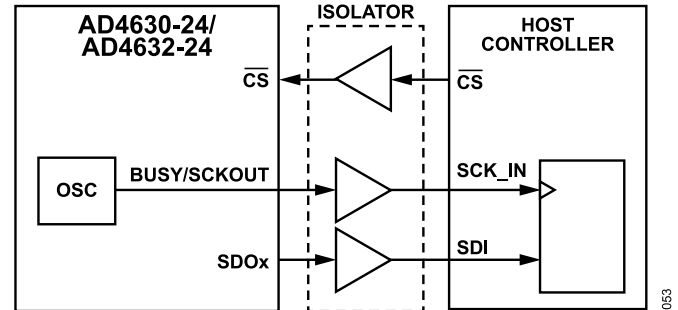 AD4630-24/
AD4632-24
ISOLATOR
HOST
CONTROLLER
CS
CS
OSC
BUSY/SCKOUT
SCK_IN
SDOx
SDI
053